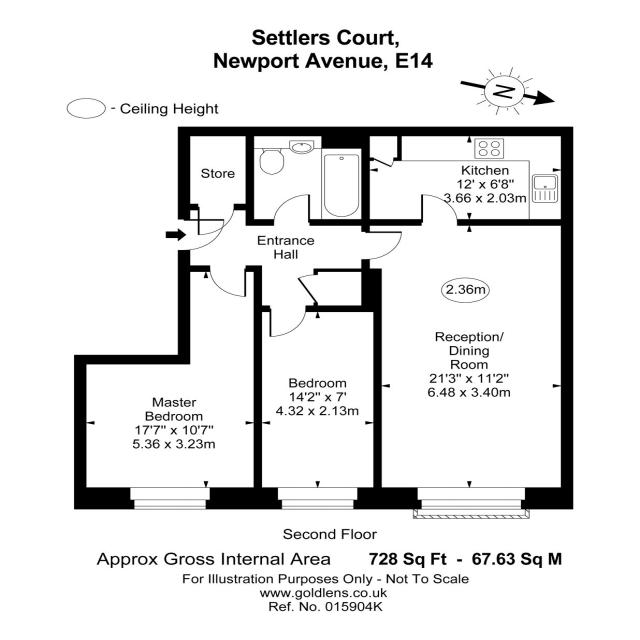 Settlers Court,
Newport Avenue, E14
- Ceiling Height
N
Store
Kitchen
12' x 6'8"
3.66 x 2.03m
Entrance
Hall
2.36m
Reception/
Dining
Room
21'3" x 11'2"
6.48 x 3.40m
Bedroom
14'2" x 7'
4.32 x 2.13m
Master
Bedroom
17'7" x 10'7"
5.36 x 3.23m
Second Floor
Approx Gross Internal Area 728 Sq Ft - 67.63 Sq M
For Illustration Purposes Only - Not To Scale
www.goldlens.co.uk
Ref. No. 015904K